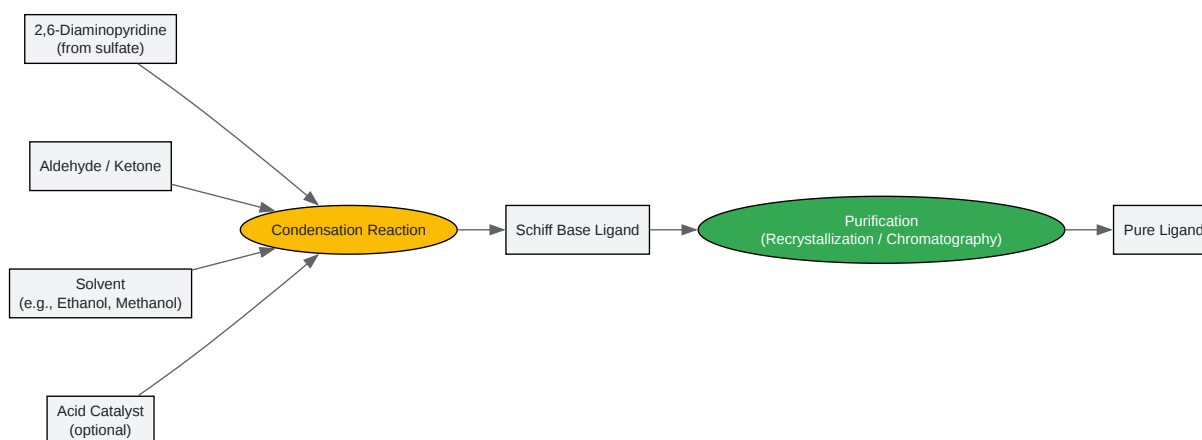 2,6-Diaminopyridine
(from sulfate)
Aldehyde / Ketone
Solvent
(e.g., Ethanol, Methanol)
Acid Catalyst
(optional)
Condensation Reaction
Schiff Base Ligand
Purification
(Recrystallization / Chromatography)
Pure Ligand